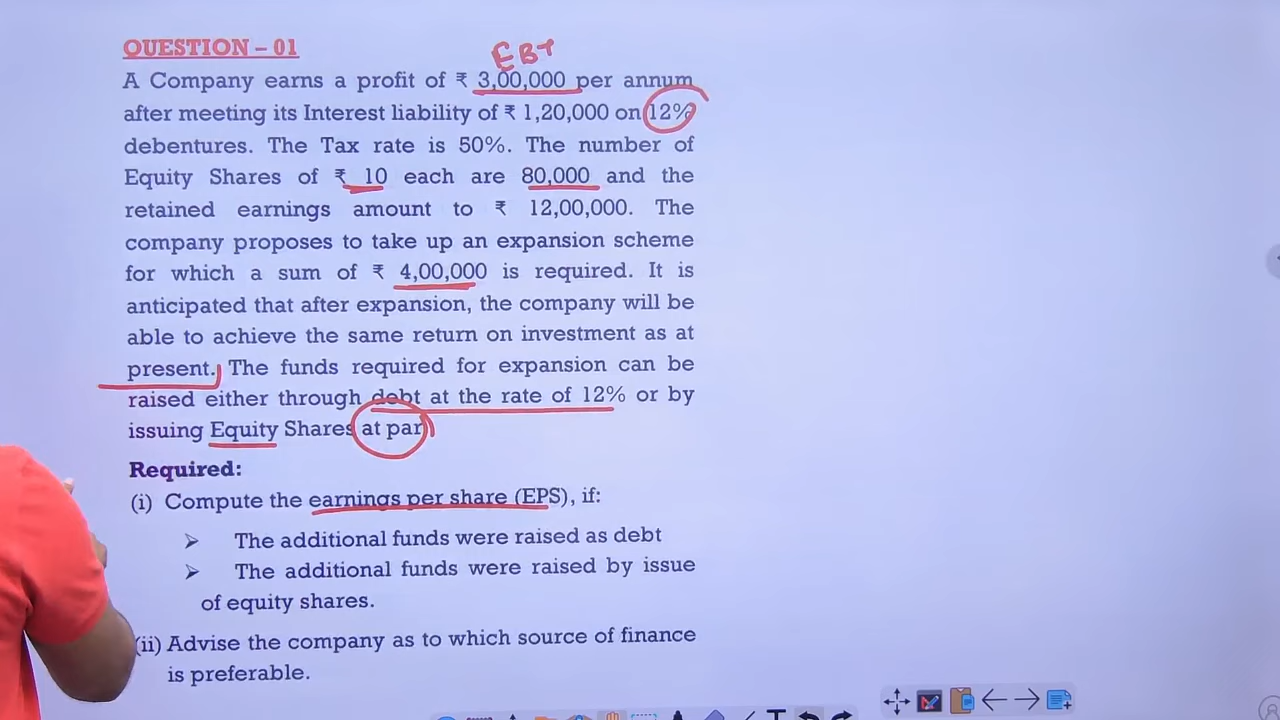 QUESTION – 01
EBT
A Company earns a profit of ₹ 3,00,000 per annum
after meeting its Interest liability of ₹ 1,20,000 on 12%
debentures. The Tax rate is 50%. The number of
Equity Shares of ₹ 10 each are 80,000 and the
retained earnings amount to ₹ 12,00,000. The
company proposes to take up an expansion scheme
for which a sum of ₹ 4,00,000 is required. It is
anticipated that after expansion, the company will be
able to achieve the same return on investment as at
present. The funds required for expansion can be
raised either through debt at the rate of 12% or by
issuing Equity Shares at par
Required:
(i) Compute the earnings per share (EPS), if:
➢ The additional funds were raised as debt
➢ The additional funds were raised by issue
of equity shares.
(ii) Advise the company as to which source of finance
is preferable.